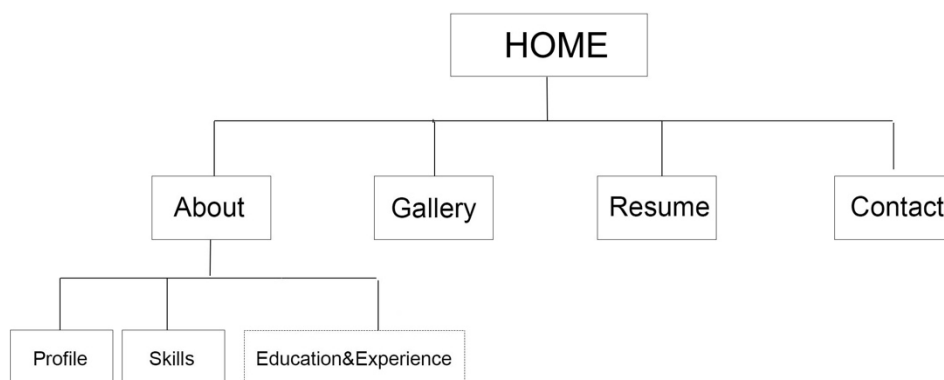 HOME
About
Gallery
Resume
Contact
Profile
Skills
Education&Experience